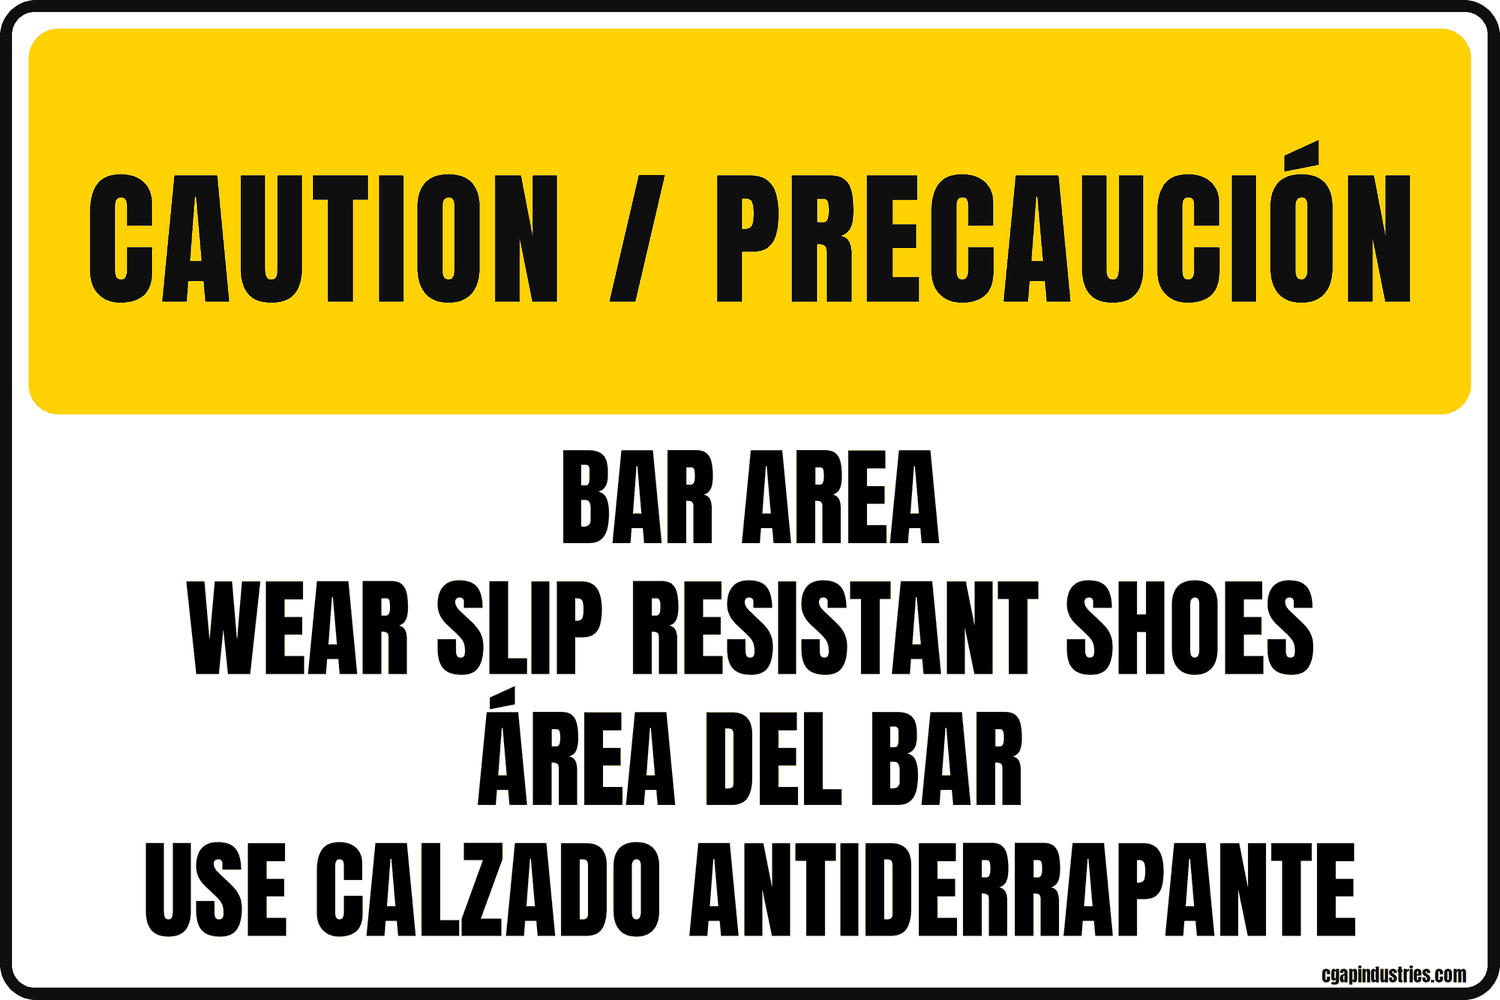 CAUTION / PRECAUCIÓN
BAR AREA
WEAR SLIP RESISTANT SHOES
ÁREA DEL BAR
USE CALZADO ANTIDERRAPANTE
cgapindustries.com